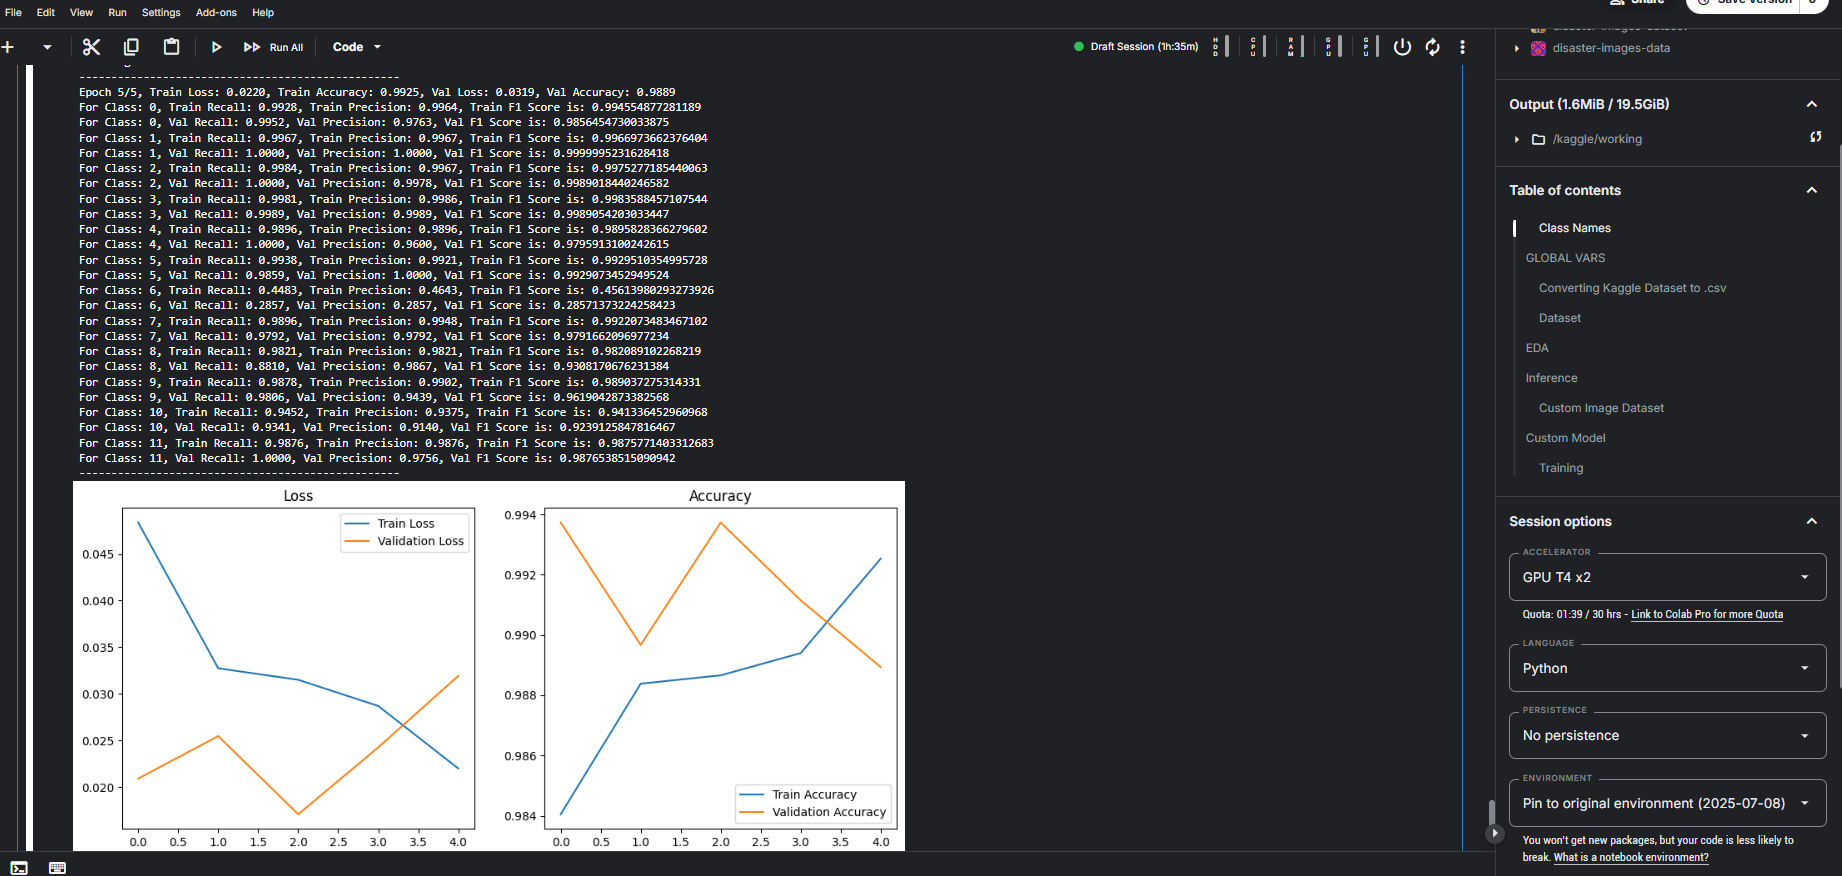 File Edit View Run Settings Add-ons Help
Share
Save Version
Run All
Code
Draft Session (1h:35m)
HDD
CPU
RAM
GPU
GPU
--------------------------------------------------
Epoch 5/5, Train Loss: 0.0220, Train Accuracy: 0.9925, Val Loss: 0.0319, Val Accuracy: 0.9889
For Class: 0, Train Recall: 0.9928, Train Precision: 0.9964, Train F1 Score is: 0.994554877281189
For Class: 0, Val Recall: 0.9952, Val Precision: 0.9763, Val F1 Score is: 0.9856454730033875
For Class: 1, Train Recall: 0.9967, Train Precision: 0.9967, Train F1 Score is: 0.9966973662376404
For Class: 1, Val Recall: 1.0000, Val Precision: 1.0000, Val F1 Score is: 0.9999995231628418
For Class: 2, Train Recall: 0.9984, Train Precision: 0.9967, Train F1 Score is: 0.9975277185440063
For Class: 2, Val Recall: 1.0000, Val Precision: 0.9978, Val F1 Score is: 0.9989018440246582
For Class: 3, Train Recall: 0.9981, Train Precision: 0.9986, Train F1 Score is: 0.9983588457107544
For Class: 3, Val Recall: 0.9989, Val Precision: 0.9989, Val F1 Score is: 0.9989054203033447
For Class: 4, Train Recall: 0.9896, Train Precision: 0.9896, Train F1 Score is: 0.9895828366279602
For Class: 4, Val Recall: 1.0000, Val Precision: 0.9600, Val F1 Score is: 0.9795913100242615
For Class: 5, Train Recall: 0.9938, Train Precision: 0.9921, Train F1 Score is: 0.9929510354995728
For Class: 5, Val Recall: 0.9859, Val Precision: 1.0000, Val F1 Score is: 0.9929073452949524
For Class: 6, Train Recall: 0.4483, Train Precision: 0.4643, Train F1 Score is: 0.45613980293273926
For Class: 6, Val Recall: 0.2857, Val Precision: 0.2857, Val F1 Score is: 0.28571373224258423
For Class: 7, Train Recall: 0.9896, Train Precision: 0.9948, Train F1 Score is: 0.9922073483467102
For Class: 7, Val Recall: 0.9792, Val Precision: 0.9792, Val F1 Score is: 0.9791662096977234
For Class: 8, Train Recall: 0.9821, Train Precision: 0.9821, Train F1 Score is: 0.982089102268219
For Class: 8, Val Recall: 0.8810, Val Precision: 0.9867, Val F1 Score is: 0.9308170676231384
For Class: 9, Train Recall: 0.9878, Train Precision: 0.9902, Train F1 Score is: 0.989037275314331
For Class: 9, Val Recall: 0.9806, Val Precision: 0.9439, Val F1 Score is: 0.9619042873382568
For Class: 10, Train Recall: 0.9452, Train Precision: 0.9375, Train F1 Score is: 0.941336452960968
For Class: 10, Val Recall: 0.9341, Val Precision: 0.9140, Val F1 Score is: 0.9239125847816467
For Class: 11, Train Recall: 0.9876, Train Precision: 0.9876, Train F1 Score is: 0.9875771403312683
For Class: 11, Val Recall: 1.0000, Val Precision: 0.9756, Val F1 Score is: 0.9876538515090942
--------------------------------------------------
Loss
Train Loss
Validation Loss
0.045
0.040
0.035
0.030
0.025
0.020
0.0 0.5 1.0 1.5 2.0 2.5 3.0 3.5 4.0
Accuracy
0.994
0.992
0.990
0.988
0.986
0.984
Train Accuracy
Validation Accuracy
0.0 0.5 1.0 1.5 2.0 2.5 3.0 3.5 4.0
disaster-images-dataset
disaster-images-data
Output (1.6MiB / 19.5GiB)
/kaggle/working
Table of contents
Class Names
GLOBAL VARS
Converting Kaggle Dataset to .csv
Dataset
EDA
Inference
Custom Image Dataset
Custom Model
Training
Session options
ACCELERATOR
GPU T4 x2
Quota: 01:39 / 30 hrs - Link to Colab Pro for more Quota
LANGUAGE
Python
PERSISTENCE
No persistence
ENVIRONMENT
Pin to original environment (2025-07-08)
You won't get new packages, but your code is less likely to
break. What is a notebook environment?